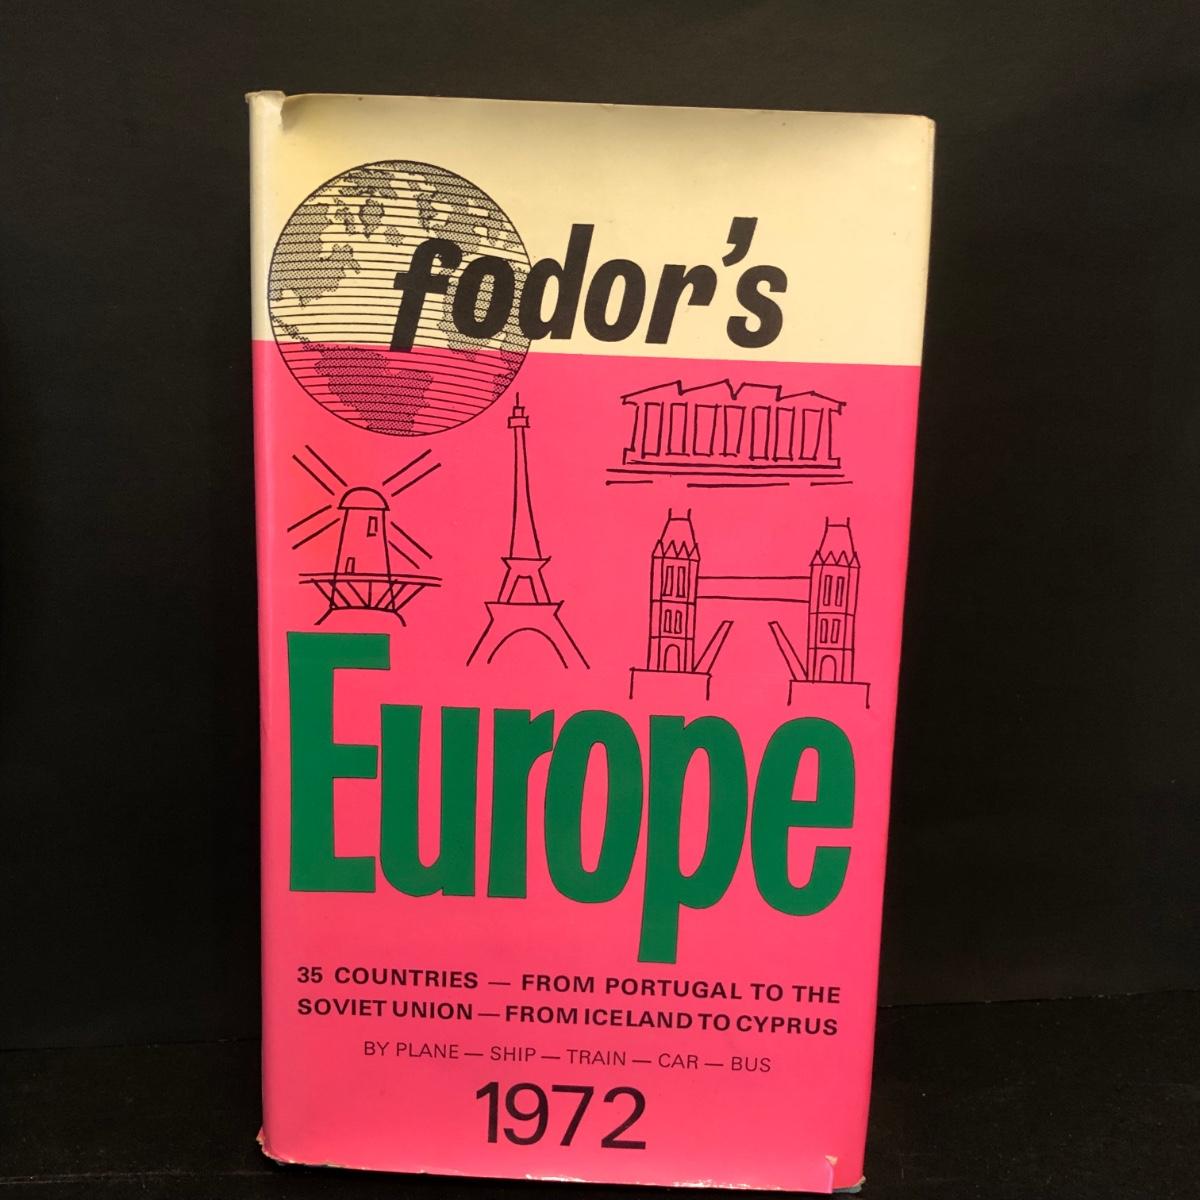 fodor's
Europe
35 COUNTRIES — FROM PORTUGAL TO THE
SOVIET UNION — FROM ICELAND TO CYPRUS
BY PLANE — SHIP — TRAIN — CAR — BUS
1972